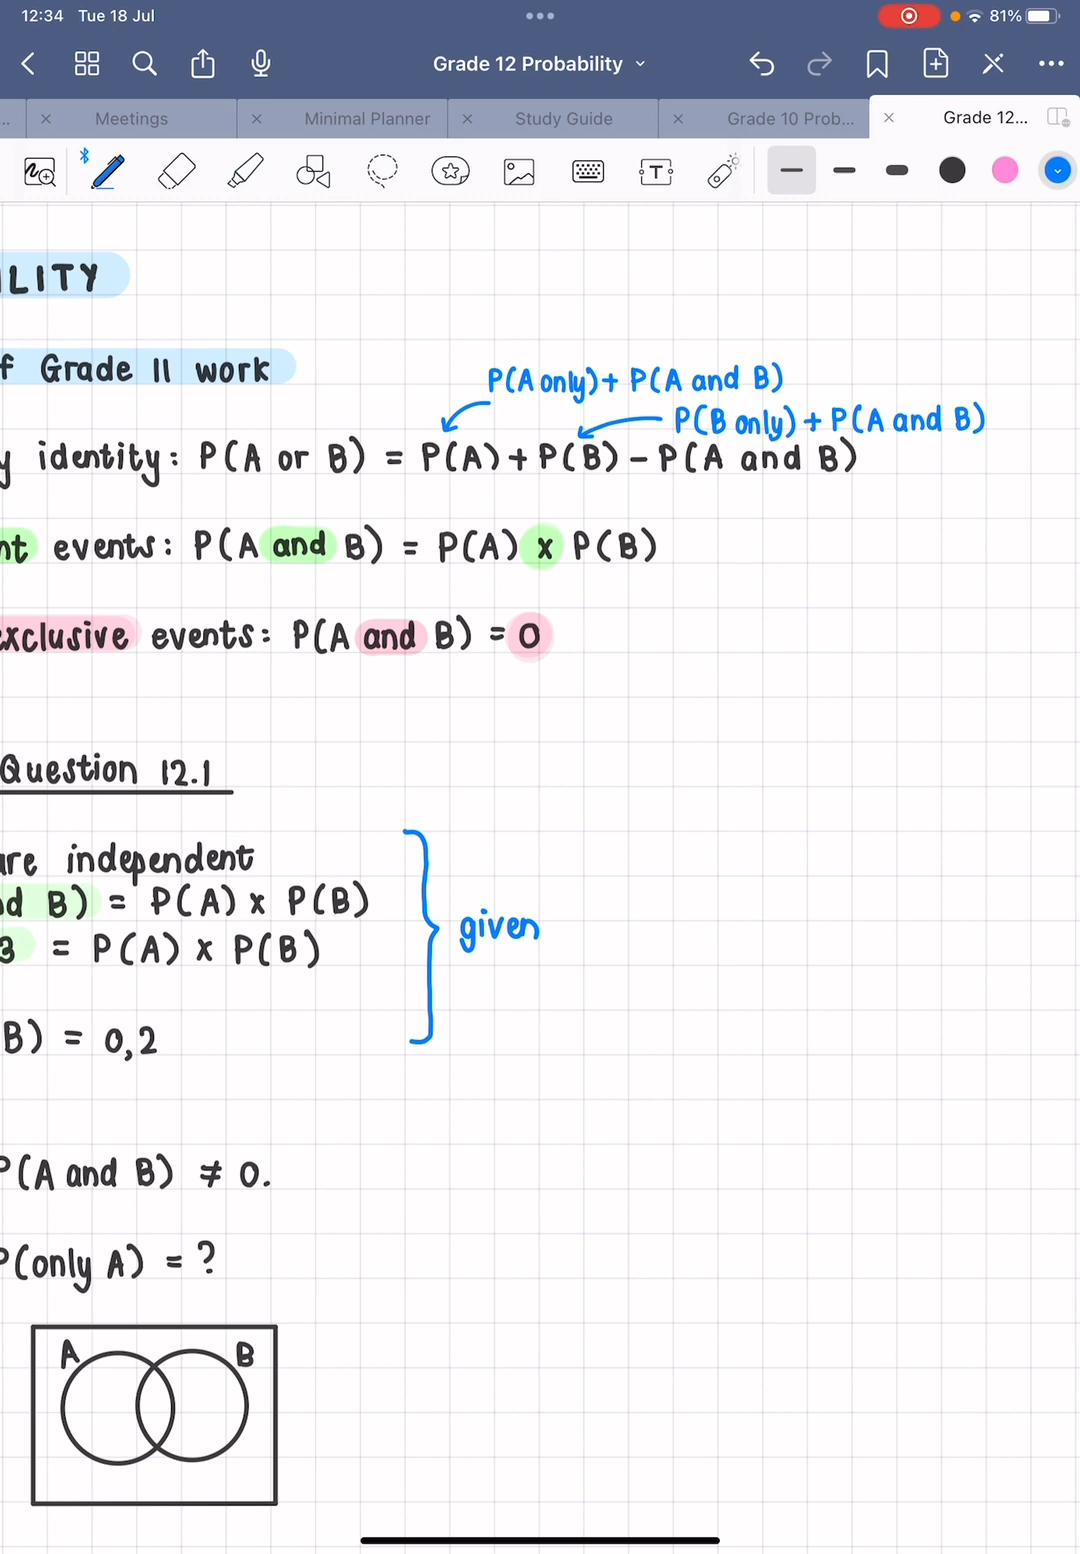 12:34 Tue 18 Jul
81%
Grade 12 Probability
Meetings
Minimal Planner
Study Guide
Grade 10 Prob...
Grade 12...
LITY
f Grade 11 work
P(A only) + P(A and B)
P(B only) + P(A and B)
y identity: P(A or B) = P(A) + P(B) - P(A and B)
nt events: P(A and B) = P(A) x P(B)
exclusive events: P(A and B) = 0
Question 12.1
are independent
d B) = P(A) x P(B)
3 = P(A) x P(B)
given
B) = 0,2
P(A and B) ≠ 0.
P(only A) = ?
A B